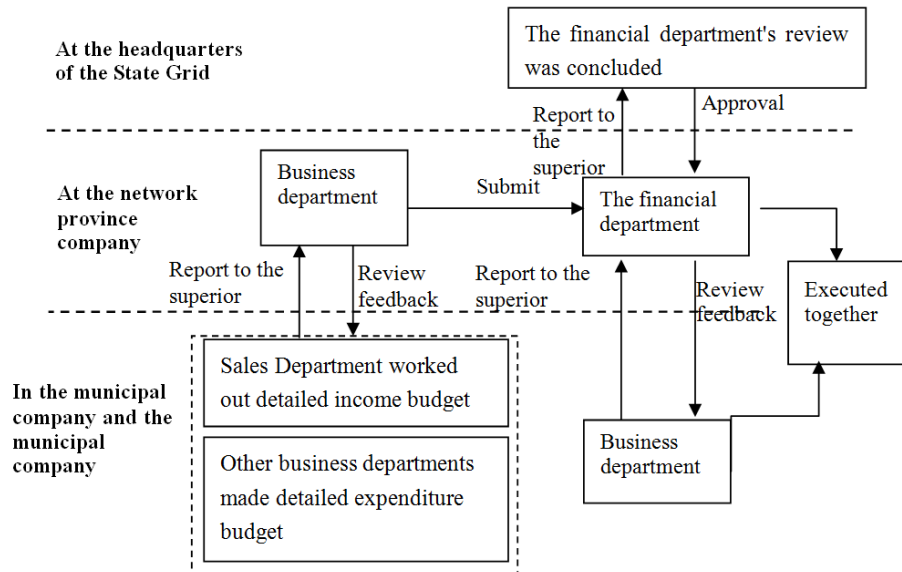 At the headquarters
of the State Grid
The financial department's review
was concluded
Report to
the
superior
Approval
At the network
province
company
Business
department
Submit
The financial
department
Report to the
superior
Review
feedback
Report to the
superior
Review
feedback
Executed
together
In the municipal
company and the
municipal
company
Sales Department worked
out detailed income budget
Other business departments
made detailed expenditure
budget
Business
department